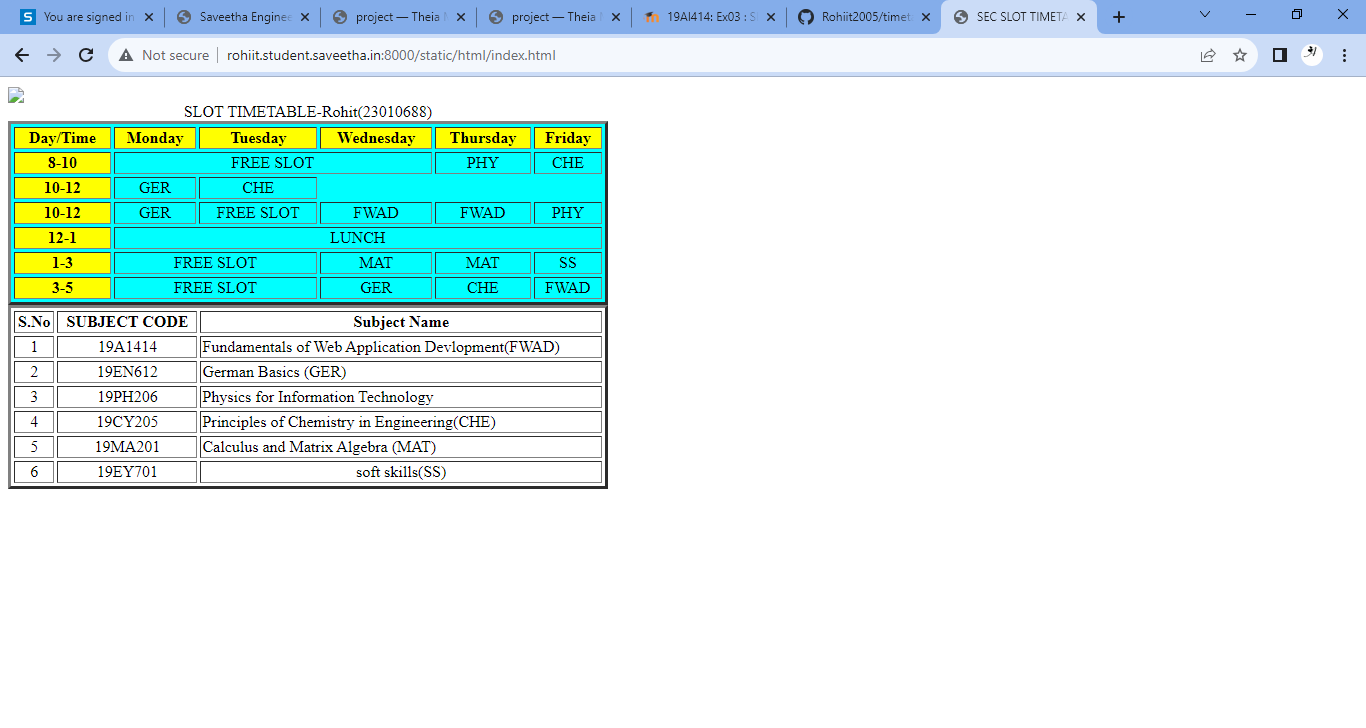 You are signed in
Saveetha Engine
project — Theia
project — Theia
19AI414: Ex03 : S
Rohiit2005/timet
SEC SLOT TIMETA
Not secure
rohiit.student.saveetha.in:8000/static/html/index.html
SLOT TIMETABLE-Rohit(23010688)
Day/Time Monday Tuesday Wednesday Thursday Friday
8-10 FREE SLOT PHY CHE
10-12 GER CHE
10-12 GER FREE SLOT FWAD FWAD PHY
12-1 LUNCH
1-3 FREE SLOT MAT MAT SS
3-5 FREE SLOT GER CHE FWAD
S.No SUBJECT CODE Subject Name
1 19A1414 Fundamentals of Web Application Devlopment(FWAD)
2 19EN612 German Basics (GER)
3 19PH206 Physics for Information Technology
4 19CY205 Principles of Chemistry in Engineering(CHE)
5 19MA201 Calculus and Matrix Algebra (MAT)
6 19EY701 soft skills(SS)